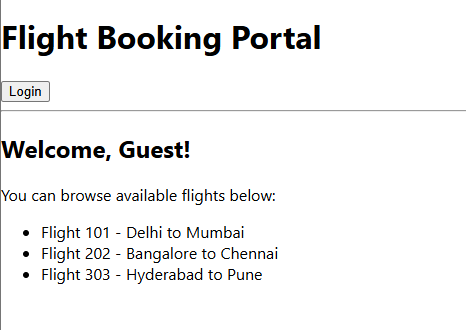 Flight Booking Portal
Login
Welcome, Guest!
You can browse available flights below:
Flight 101 - Delhi to Mumbai
Flight 202 - Bangalore to Chennai
Flight 303 - Hyderabad to Pune